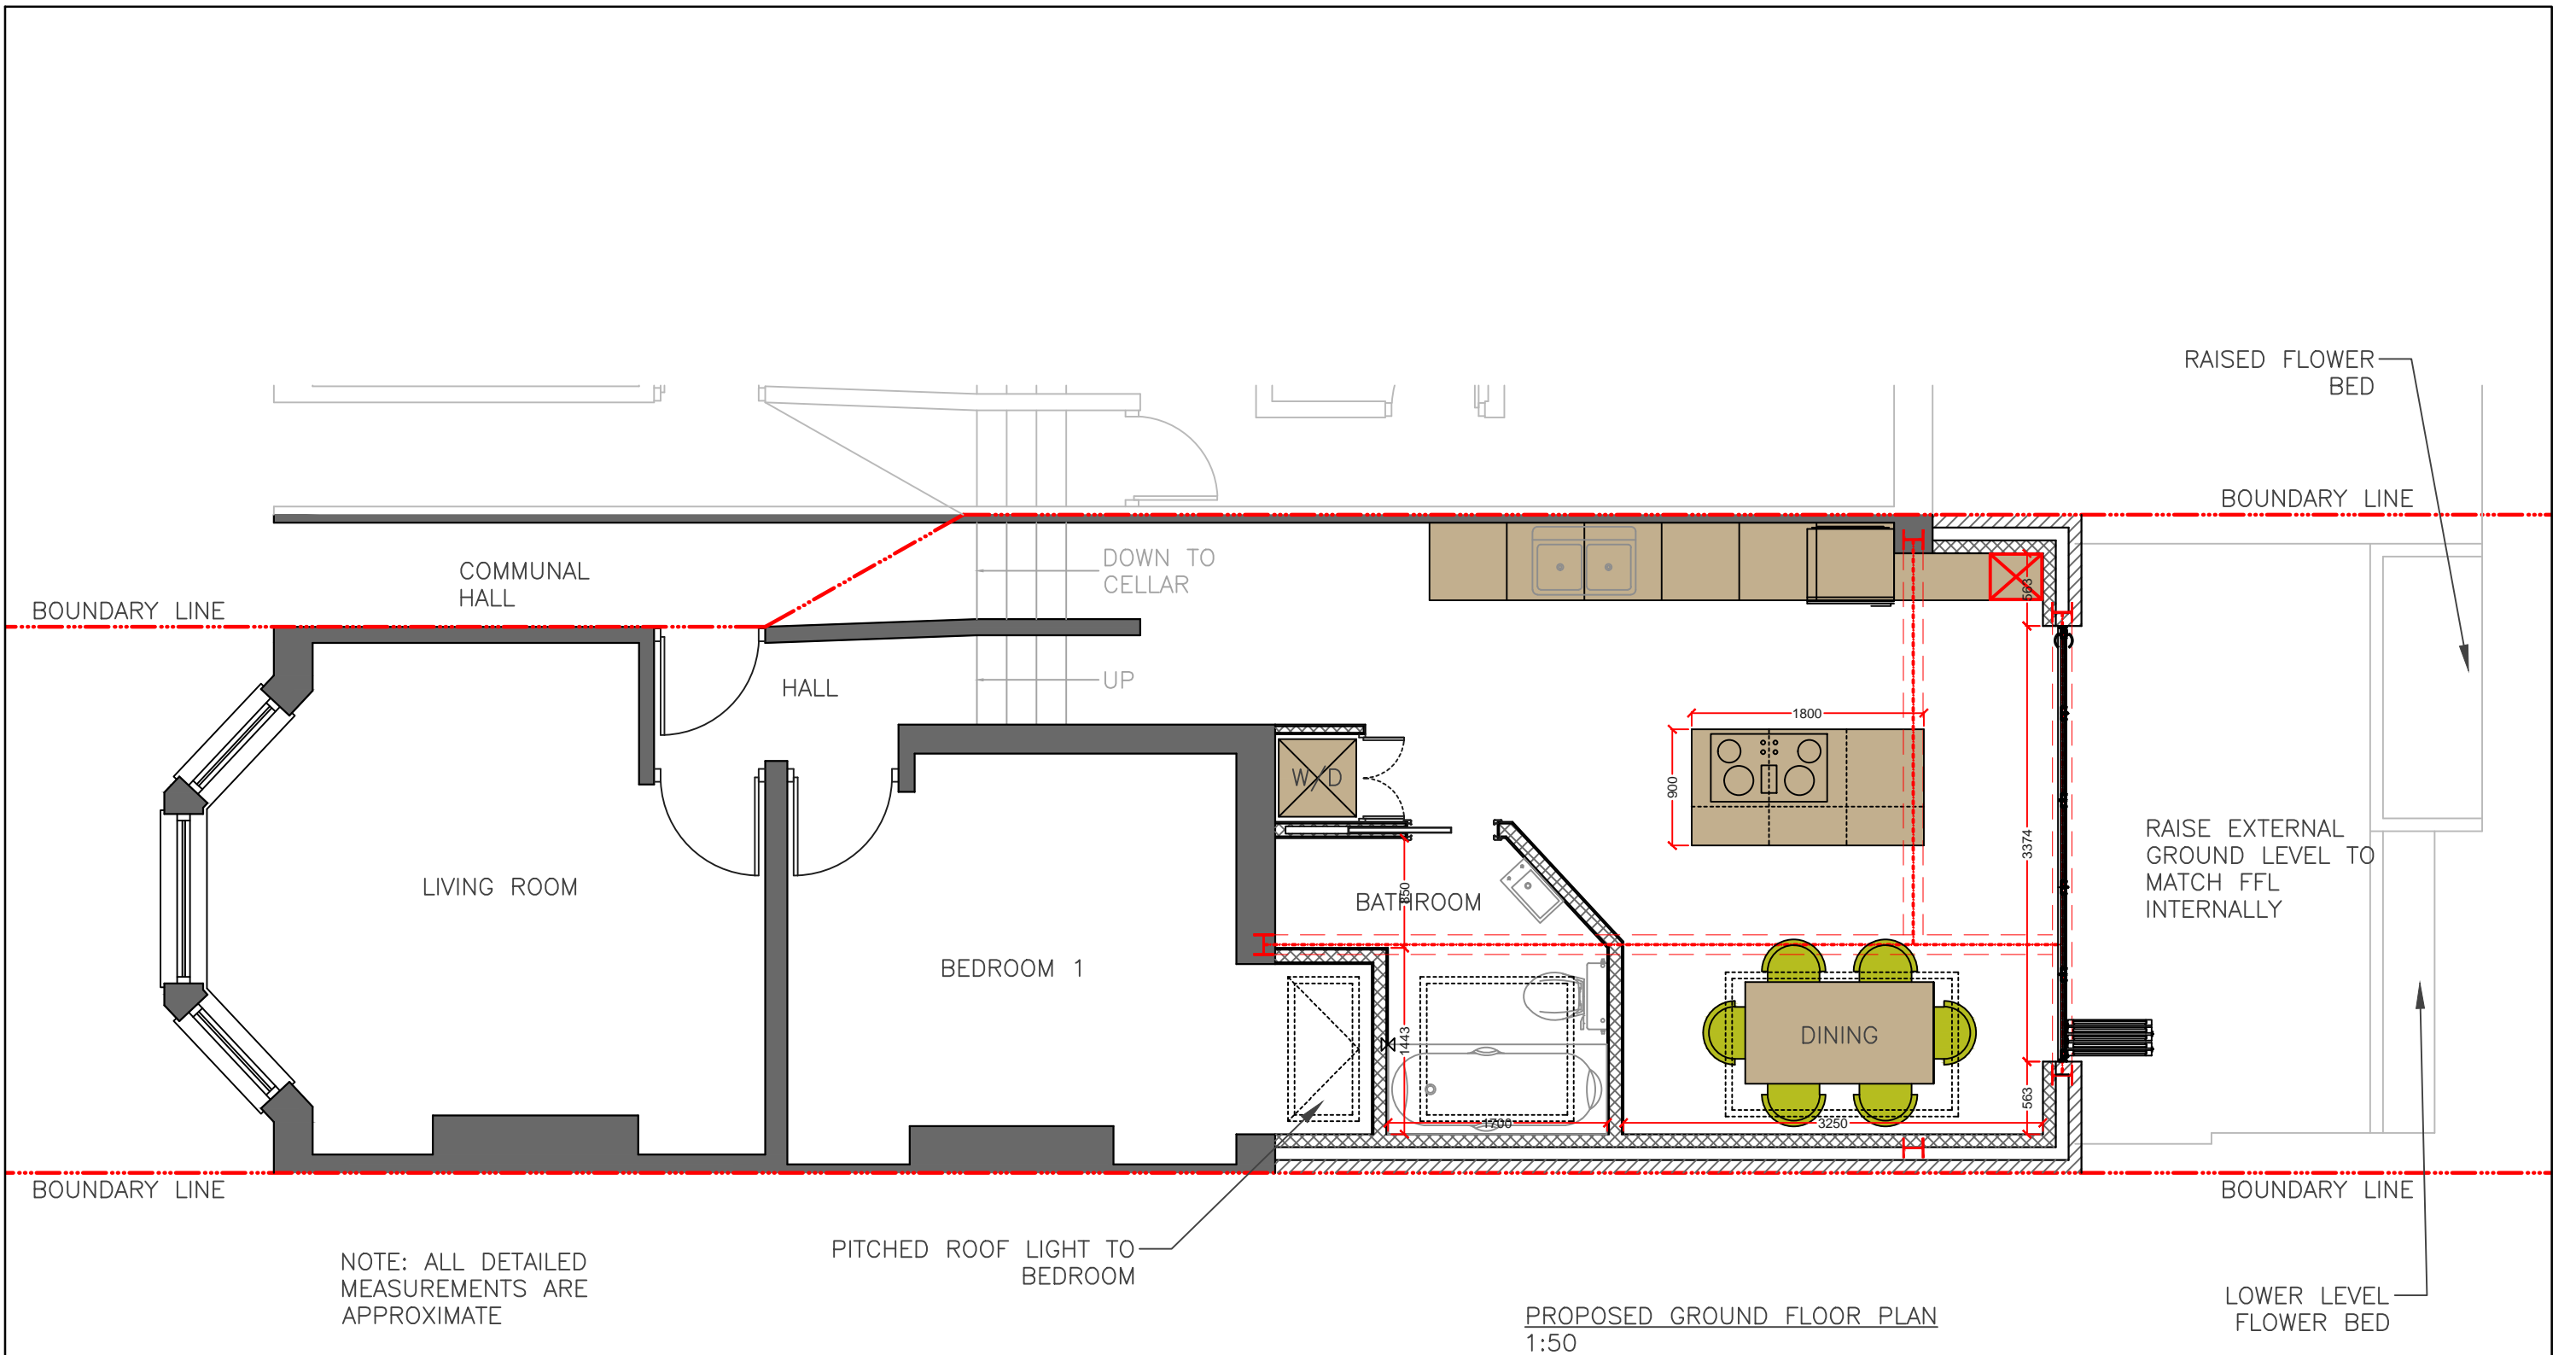 RAISED FLOWER
BED
BOUNDARY LINE
DOWN TO
CELLAR
COMMUNAL
HALL
563
BOUNDARY LINE
UP
HALL
1800
W/D
900
3374
RAISE EXTERNAL
GROUND LEVEL TO
MATCH FFL
INTERNALLY
LIVING ROOM
850
BATHROOM
BEDROOM 1
DINING
1443
563
1700
3250
BOUNDARY LINE
BOUNDARY LINE
PITCHED ROOF LIGHT TO
BEDROOM
NOTE: ALL DETAILED
MEASUREMENTS ARE
APPROXIMATE
LOWER LEVEL
FLOWER BED
PROPOSED GROUND FLOOR PLAN
1:50